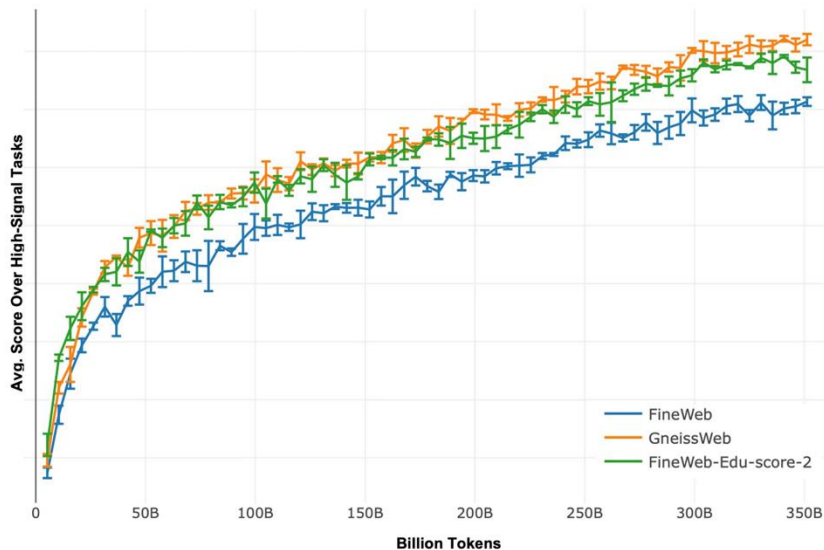 Avg. Score Over High-Signal Tasks
FineWeb
GneissWeb
FineWeb-Edu-score-2
0 50B 100B 150B 200B 250B 300B 350B
Billion Tokens